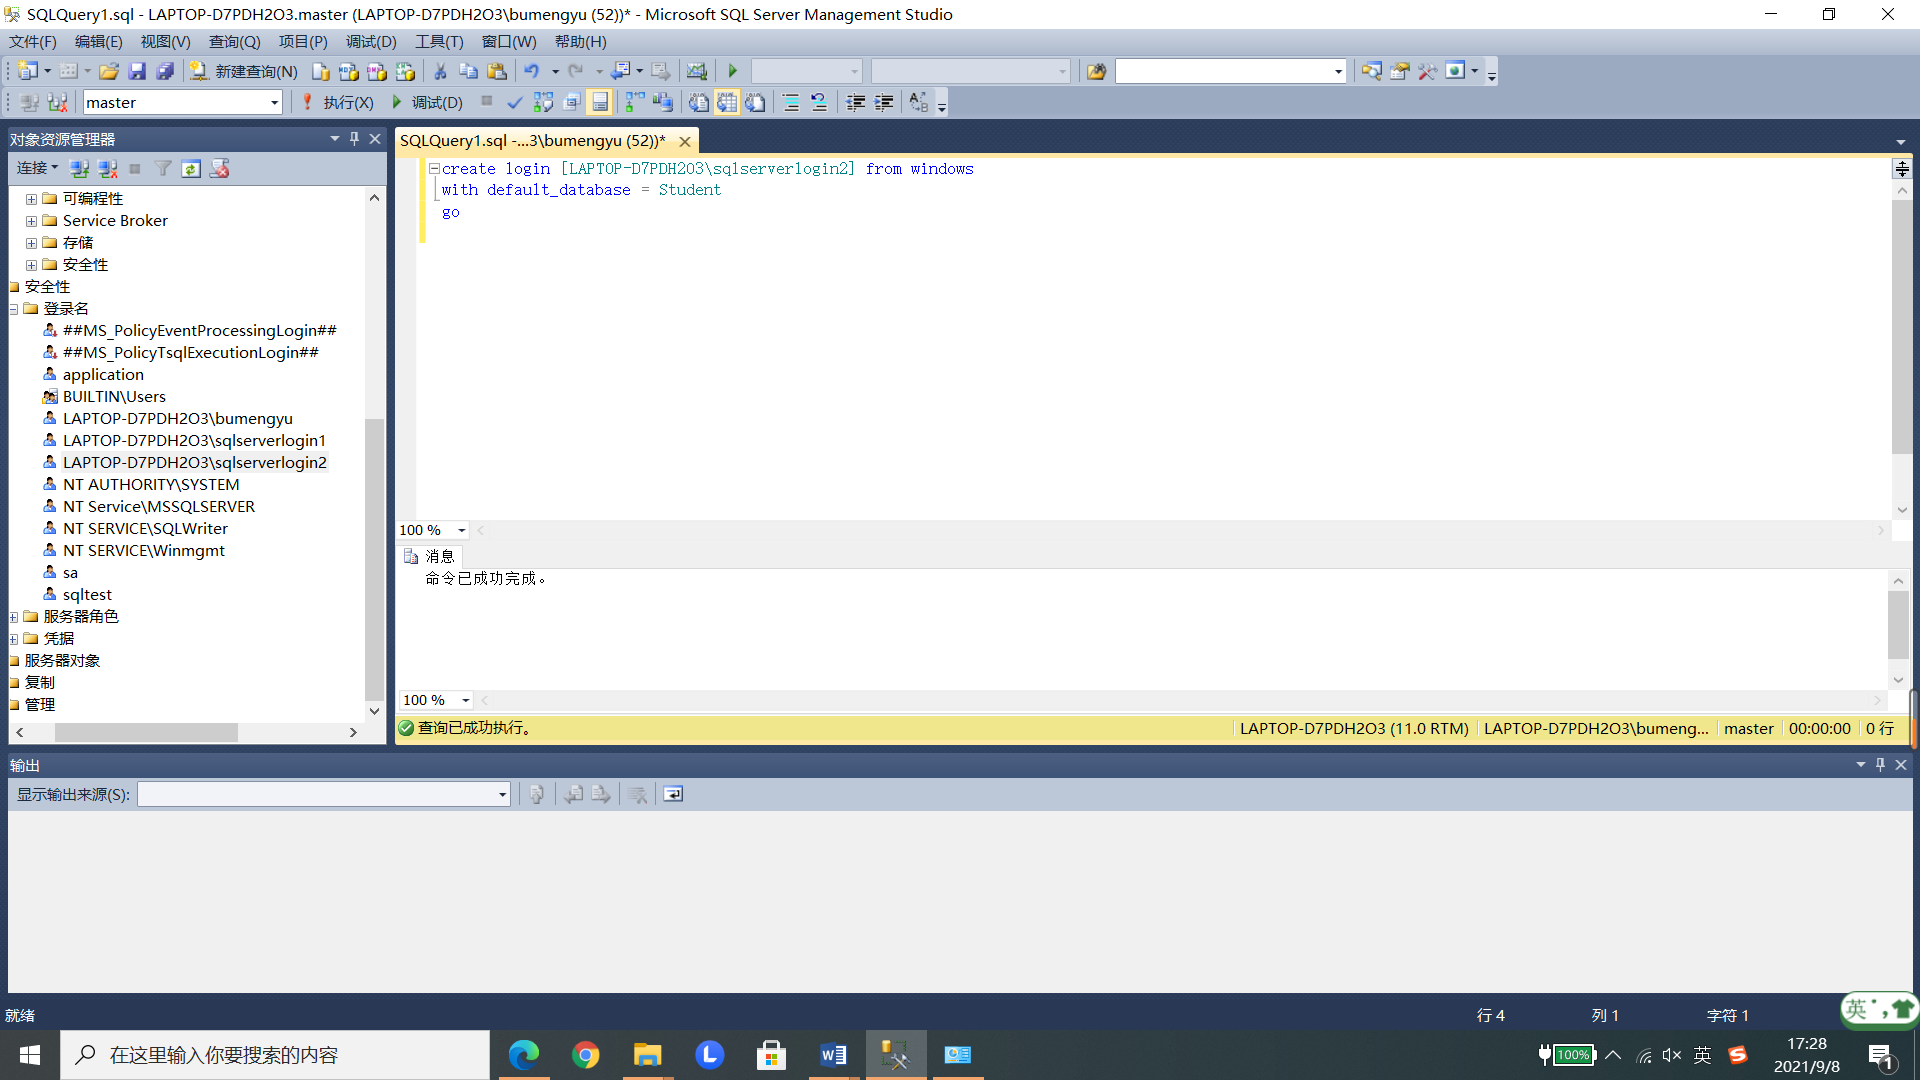 SQLQuery1.sql - LAPTOP-D7PDH2O3.master (LAPTOP-D7PDH2O3\bumengyu (52))* - Microsoft SQL Server Management Studio
文件(F) 编辑(E) 视图(V) 查询(Q) 项目(P) 调试(D) 工具(T) 窗口(W) 帮助(H)
新建查询(N)
master 执行(X) 调试(D)
对象资源管理器
连接
可编程性
Service Broker
存储
安全性
安全性
登录名
##MS_PolicyEventProcessingLogin##
##MS_PolicyTsqlExecutionLogin##
application
BUILTIN\Users
LAPTOP-D7PDH2O3\bumengyu
LAPTOP-D7PDH2O3\sqlserverlogin1
LAPTOP-D7PDH2O3\sqlserverlogin2
NT AUTHORITY\SYSTEM
NT Service\MSSQLSERVER
NT SERVICE\SQLWriter
NT SERVICE\Winmgmt
sa
sqltest
服务器角色
凭据
服务器对象
复制
管理
SQLQuery1.sql -...3\bumengyu (52))*
create login [LAPTOP-D7PDH2O3\sqlserverlogin2] from windows
with default_database = Student
go
100 %
消息
命令已成功完成。
100 %
查询已成功执行。 LAPTOP-D7PDH2O3 (11.0 RTM) LAPTOP-D7PDH2O3\bumeng... master 00:00:00 0 行
输出
显示输出来源(S):
就绪 行 4 列 1 字符 1
英
在这里输入你要搜索的内容
100% 英 17:28
2021/9/8
1